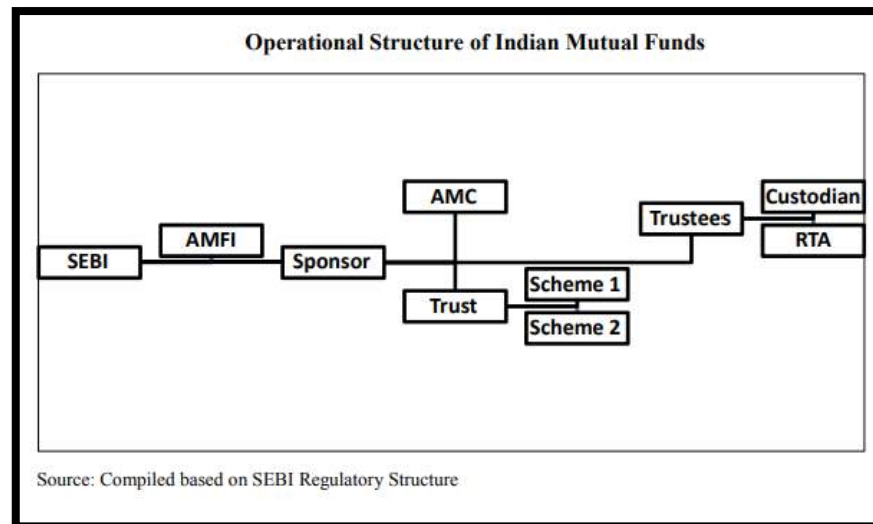 Operational Structure of Indian Mutual Funds
AMC
Custodian
Trustees
AMFI
RTA
SEBI
Sponsor
Scheme 1
Trust
Scheme 2
Source: Compiled based on SEBI Regulatory Structure